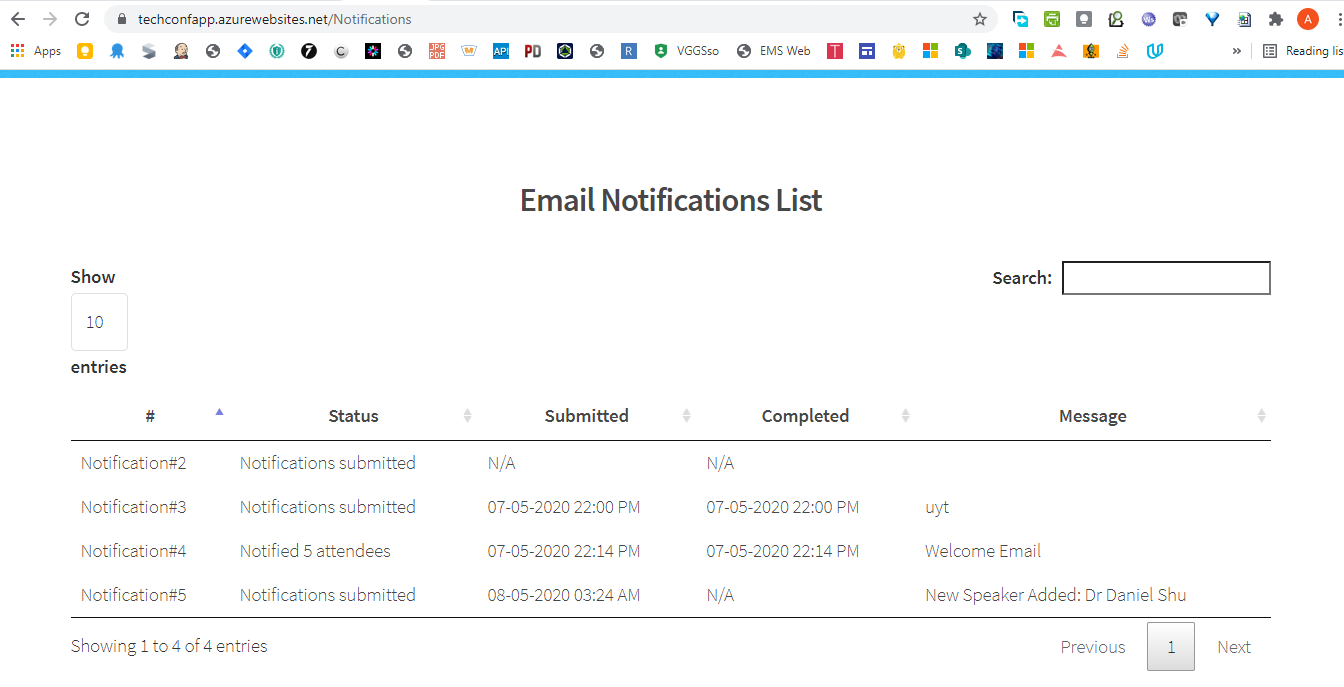 techconfapp.azurewebsites.net/Notifications
A
Apps JPG PDF API PD R VGGSso EMS Web T » Reading lis
Email Notifications List
Show
Search:
10
entries
# Status Submitted Completed Message
Notification#2 Notifications submitted N/A N/A
Notification#3 Notifications submitted 07-05-2020 22:00 PM 07-05-2020 22:00 PM uyt
Notification#4 Notified 5 attendees 07-05-2020 22:14 PM 07-05-2020 22:14 PM Welcome Email
Notification#5 Notifications submitted 08-05-2020 03:24 AM N/A New Speaker Added: Dr Daniel Shu
Showing 1 to 4 of 4 entries Previous 1 Next